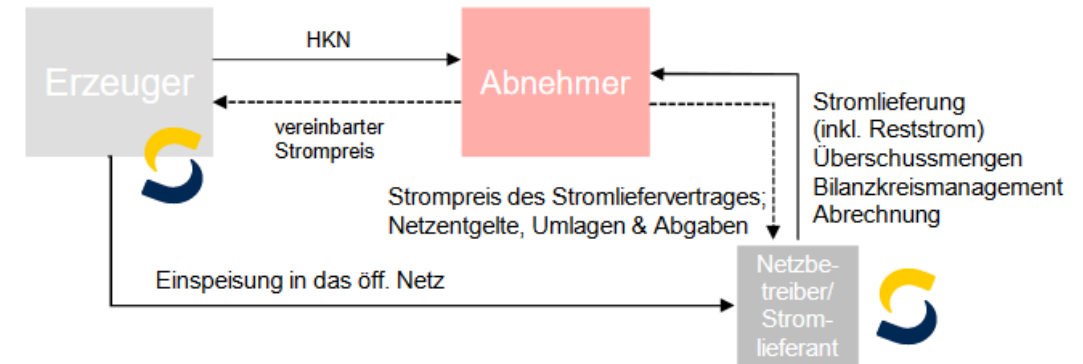 HKN
Erzeuger
Abnehmer
vereinbarter
Strompreis
Stromlieferung
(inkl. Reststrom)
Überschussmengen
Bilanzkreismanagement
Abrechnung
Strompreis des Stromliefervertrages;
Netzentgelte, Umlagen & Abgaben
Einspeisung in das öff. Netz
Netzbe-
treiber/
Strom-
lieferant